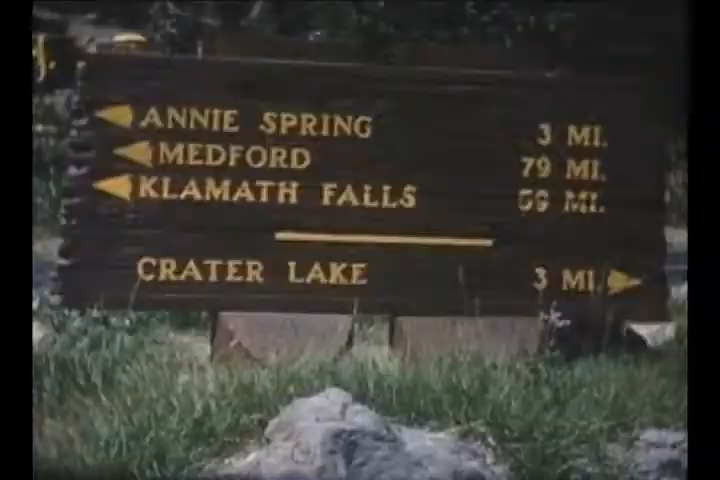 ANNIE SPRING 3 MI.
MEDFORD 79 MI.
KLAMATH FALLS 59 MI.
CRATER LAKE 3 MI.